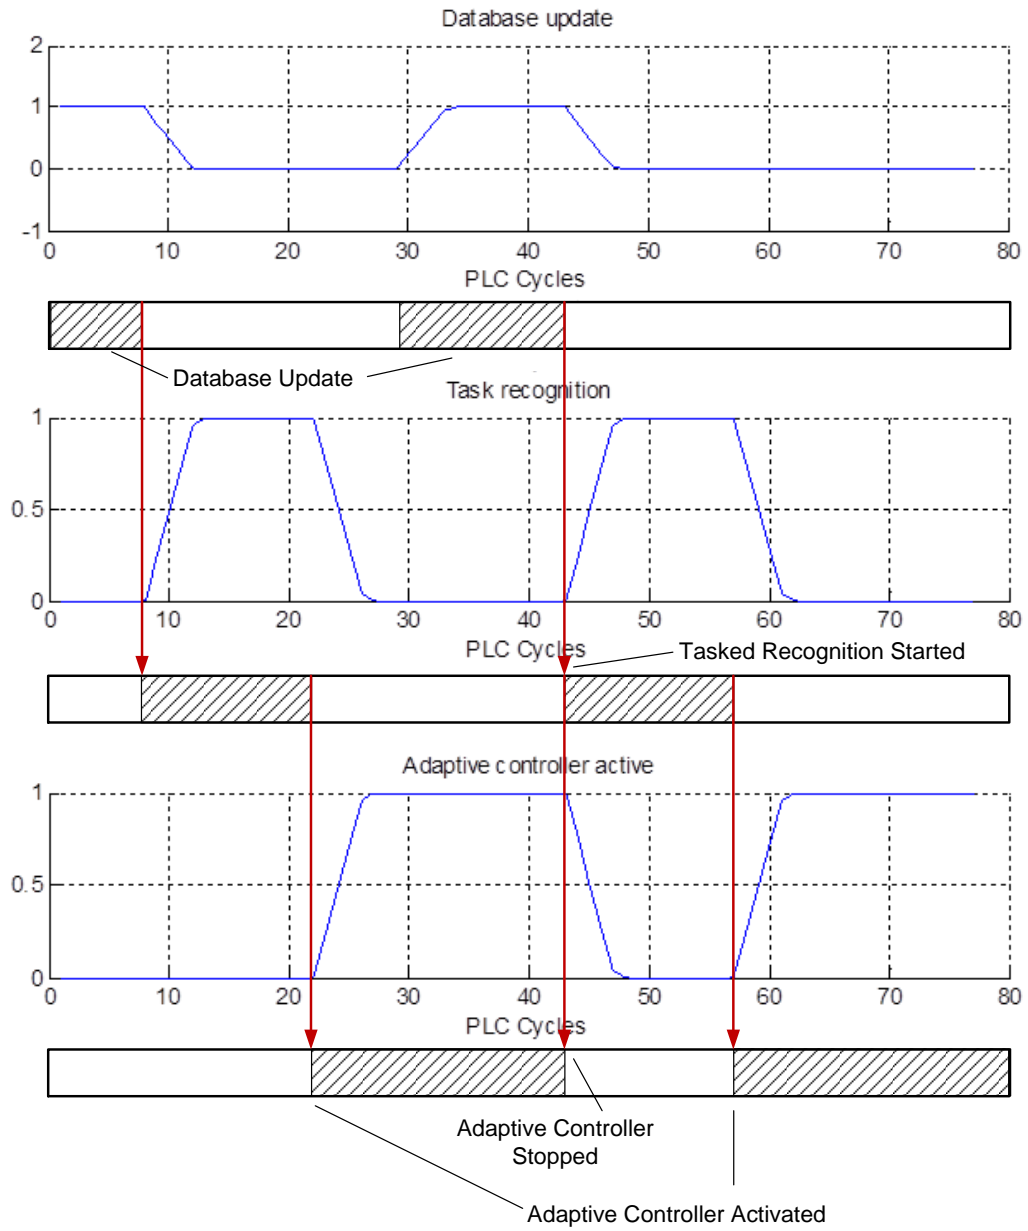 Database update
2
1
0
-1
0 10 20 30 40 50 60 70 80
PLC Cycles
Database Update
Task recognition
1
0.5
0
0 10 20 30 40 50 60 70 80
PLC Cycles
Tasked Recognition Started
Adaptive controller active
1
0.5
0
0 10 20 30 40 50 60 70 80
PLC Cycles
Adaptive Controller
Stopped
Adaptive Controller Activated